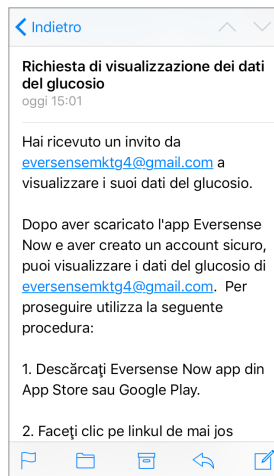 Indietro
Richiesta di visualizzazione dei dati
del glucosio
oggi 15:01
Hai ricevuto un invito da
eversensemktg4@gmail.com a
visualizzare i suoi dati del glucosio.
Dopo aver scaricato l'app Eversense
Now e aver creato un account sicuro,
puoi visualizzare i dati del glucosio di
eversensemktg4@gmail.com. Per
proseguire utilizza la seguente
procedura:
1. Descărcaţi Eversense Now app din
App Store sau Google Play.
2. Faceţi clic pe linkul de mai jos